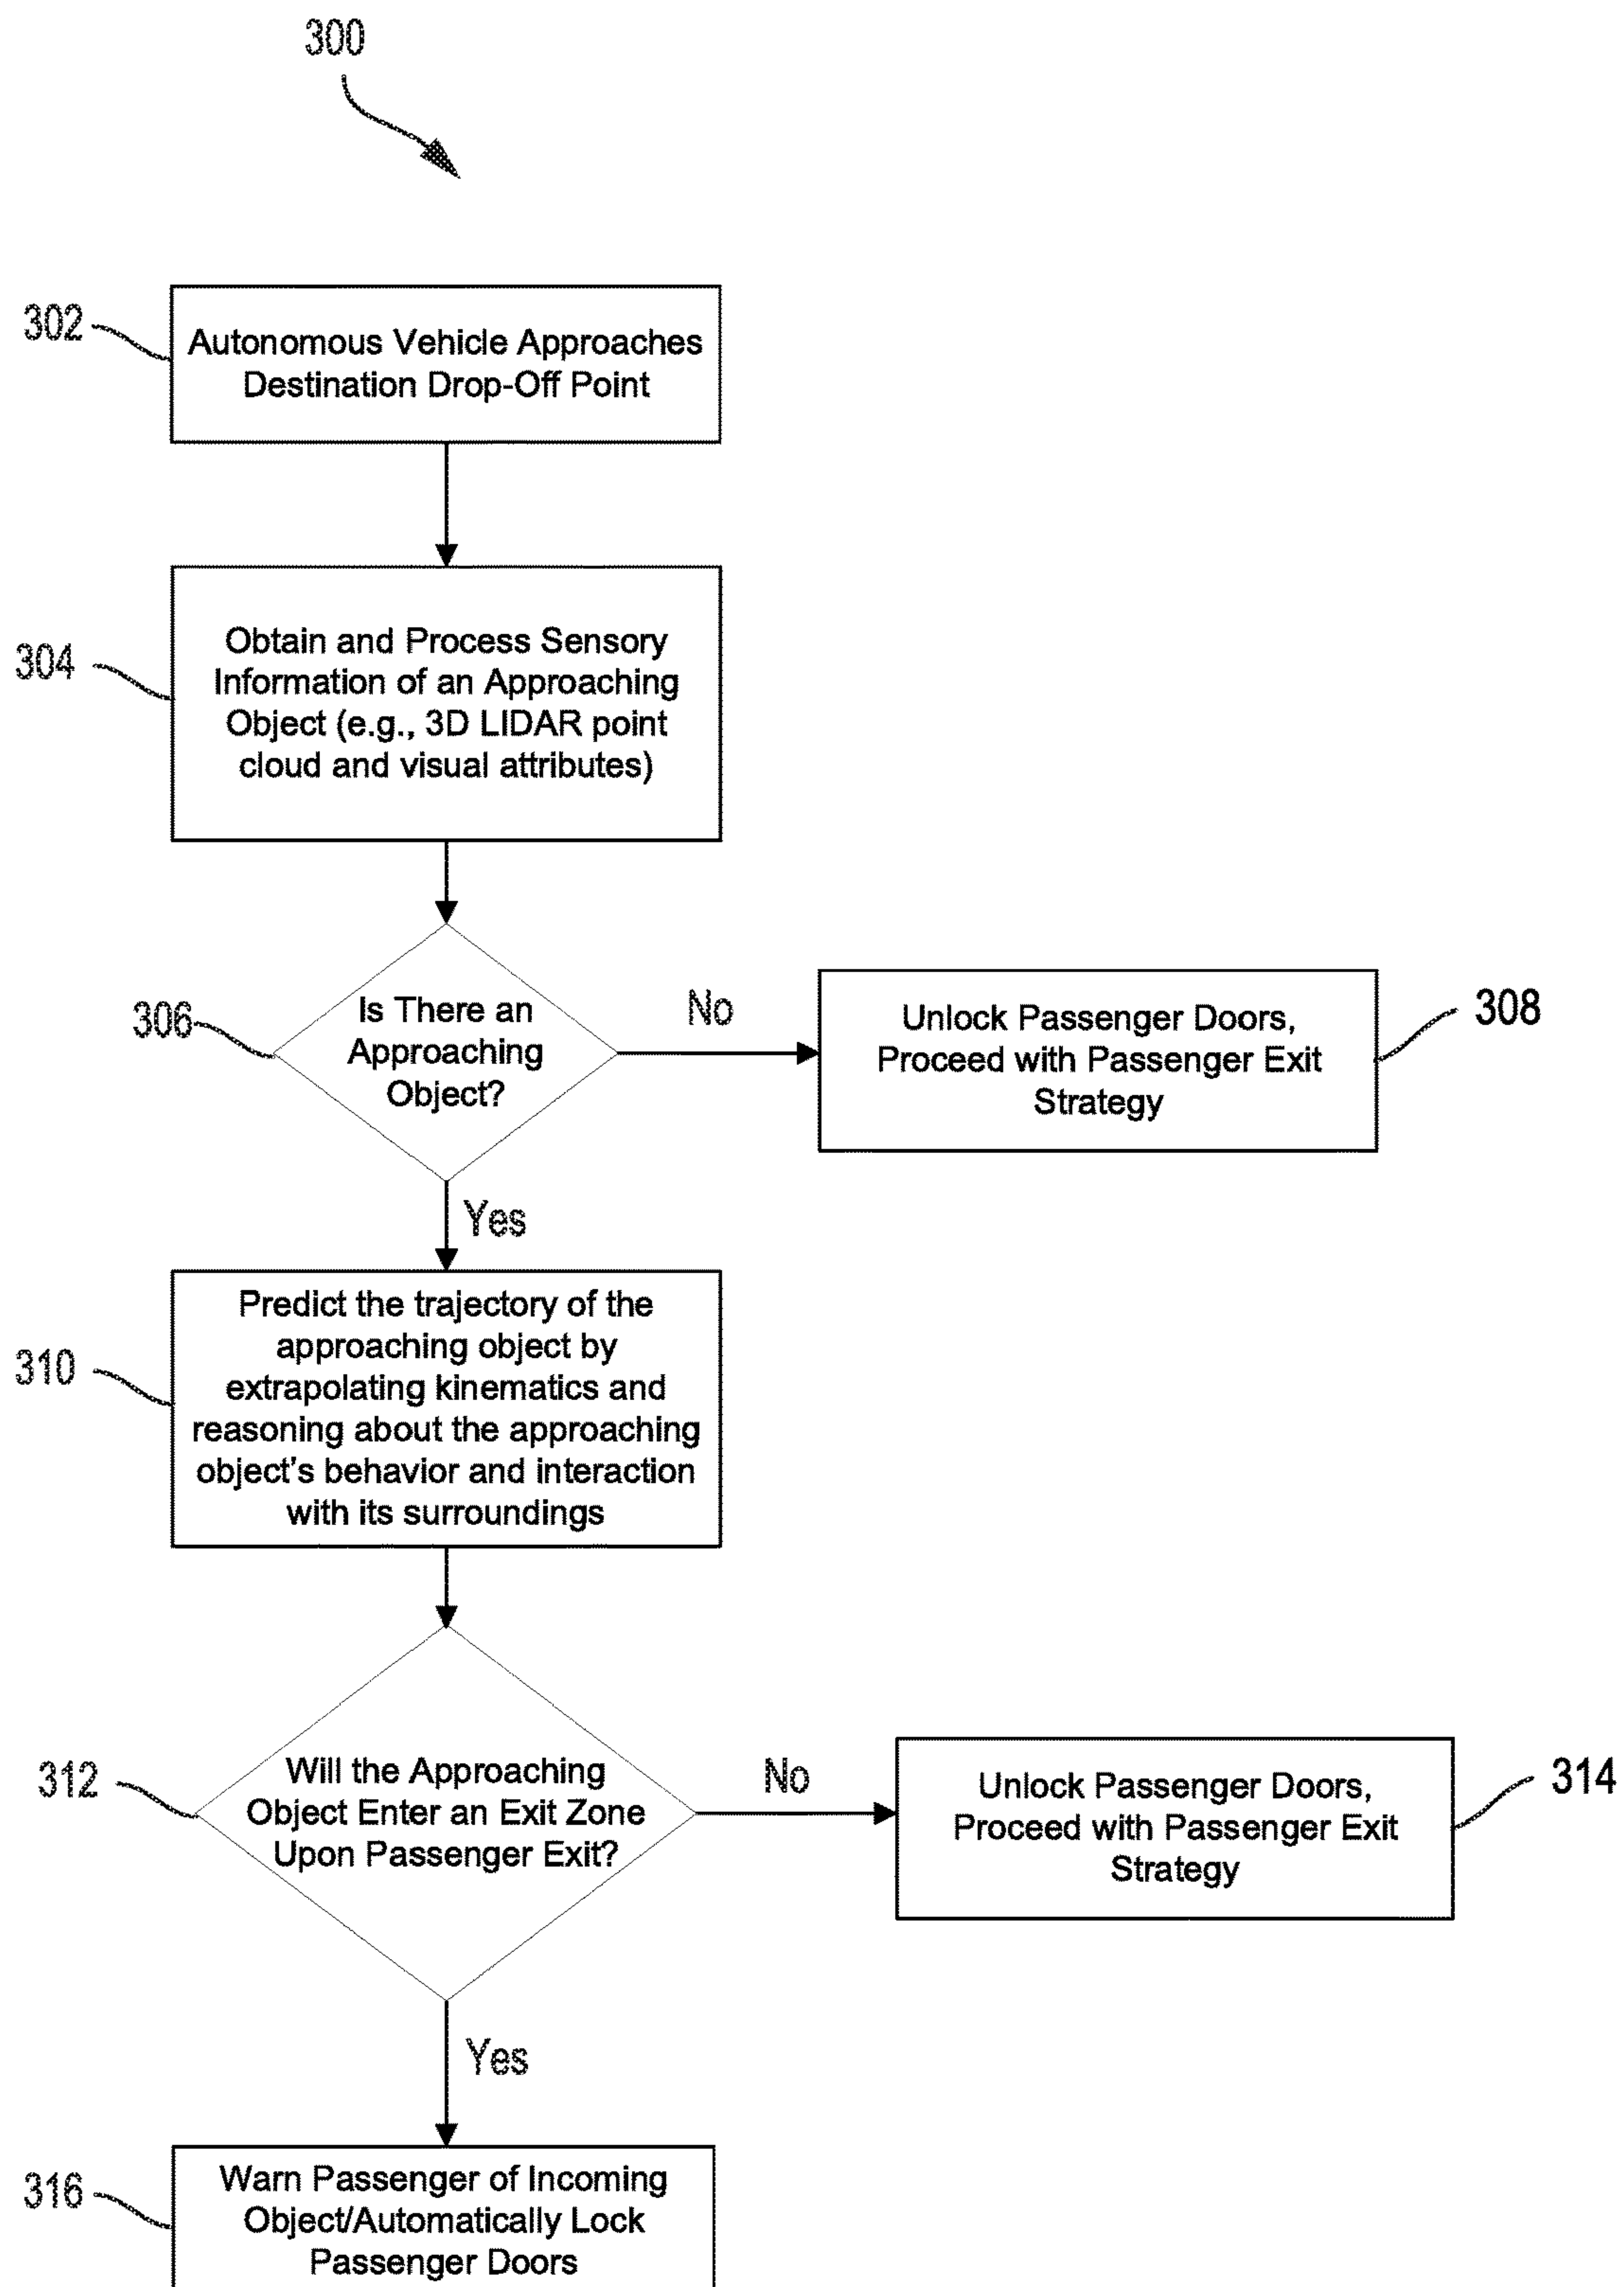 300
302
Autonomous Vehicle Approaches
Destination Drop-Off Point
304
Obtain and Process Sensory
Information of an Approaching
Object (e.g., 3D LIDAR point
cloud and visual attributes)
306
Is There an
Approaching
Object?
No
Unlock Passenger Doors,
Proceed with Passenger Exit
Strategy
308
Yes
310
Predict the trajectory of the
approaching object by
extrapolating kinematics and
reasoning about the approaching
object's behavior and interaction
with its surroundings
312
Will the Approaching
Object Enter an Exit Zone
Upon Passenger Exit?
No
Unlock Passenger Doors,
Proceed with Passenger Exit
Strategy
314
Yes
316
Warn Passenger of Incoming
Object/Automatically Lock
Passenger Doors